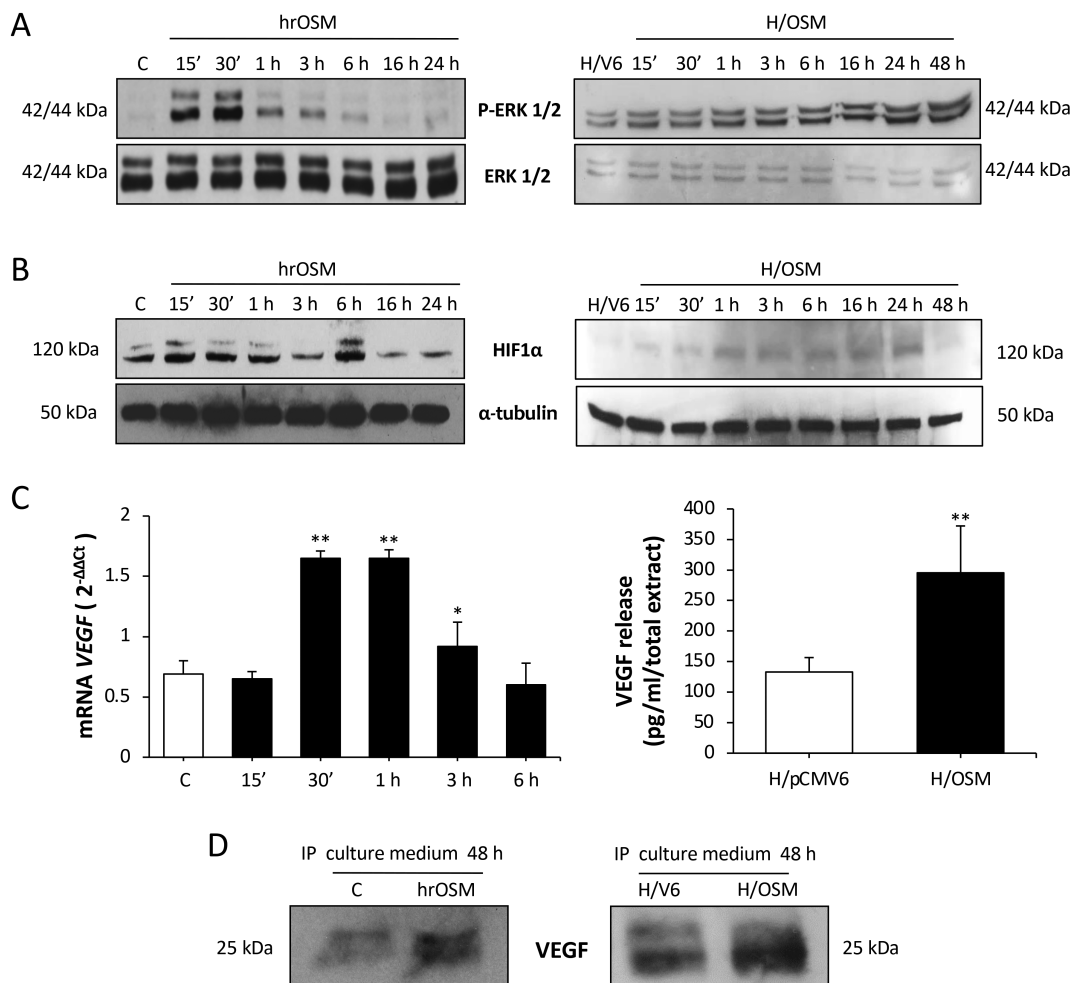 A
hrOSM
H/OSM
C 15’ 30’ 1 h 3 h 6 h 16 h 24 h
H/V6 15’ 30’ 1 h 3 h 6 h 16 h 24 h 48 h
42/44 kDa P-ERK 1/2 42/44 kDa
42/44 kDa ERK 1/2 42/44 kDa
B
hrOSM
H/OSM
C 15’ 30’ 1 h 3 h 6 h 16 h 24 h
H/V6 15’ 30’ 1 h 3 h 6 h 16 h 24 h 48 h
120 kDa HIF1α 120 kDa
50 kDa α-tubulin 50 kDa
C
mRNA VEGF ( 2-ΔΔCt)
2
1.5
1
0.5
0
** ** *
C 15’ 30’ 1 h 3 h 6 h
VEGF release
(pg/ml/total extract)
400
350
300
250
200
150
100
50
0
**
H/pCMV6 H/OSM
D
IP culture medium 48 h
IP culture medium 48 h
C hrOSM
H/V6 H/OSM
25 kDa VEGF 25 kDa